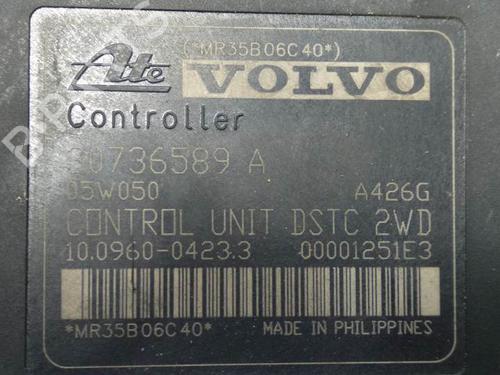 (*MR35B06C40*)
Ate VOLVO
Controller
20736589 A
05W050 A426G
CONTROL UNIT DSTC 2WD
10.0960-0423.3 00001251E3
*MR35B06C40* MADE IN PHILIPPINES